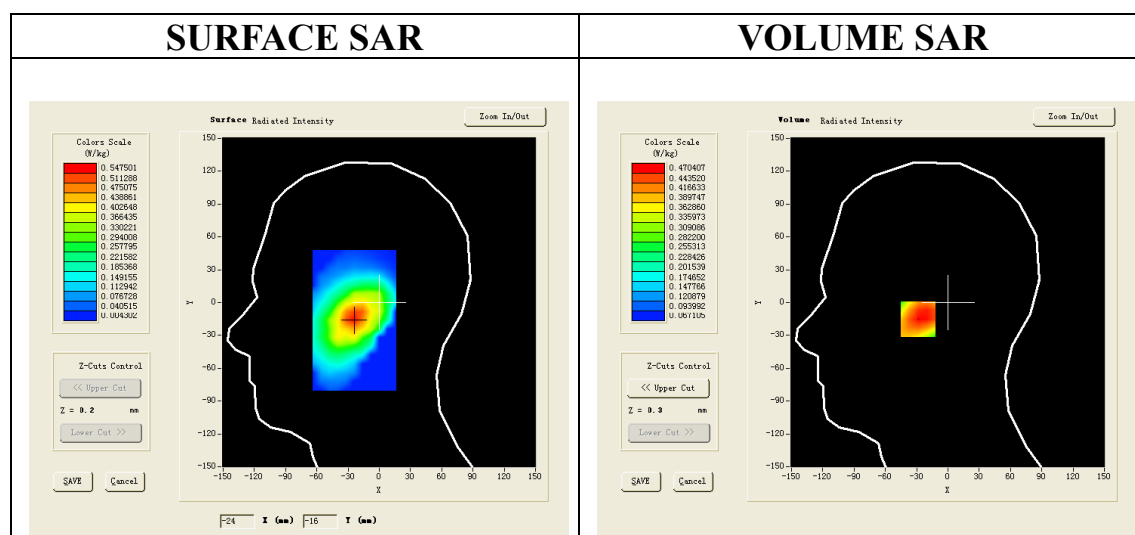 SURFACE SAR
VOLUME SAR
Surface Radiated Intensity
Zoom In/Out
Colors Scale
(W/kg)
0.547501
0.511288
0.475075
0.438861
0.402648
0.366435
0.330221
0.294008
0.257795
0.221582
0.185368
0.149155
0.112942
0.076728
0.040515
0.004302
150
120
90
60
30
0
-30
-60
-90
-120
-150
Y
-150 -120 -90 -60 -30 0 30 60 90 120 150
X
Z-Cuts Control
<< Upper Cut
Z = 0.2 mm
Lower Cut >>
SAVE Cancel
-24 X (mm) -16 Y (mm)
Volume Radiated Intensity
Zoom In/Out
Colors Scale
(W/kg)
0.470407
0.443520
0.416633
0.389747
0.362860
0.335973
0.309086
0.282200
0.255313
0.228426
0.201539
0.174652
0.147766
0.120879
0.093992
0.067105
150
120
90
60
30
0
-30
-60
-90
-120
-150
Y
-150 -120 -90 -60 -30 0 30 60 90 120 150
X
Z-Cuts Control
<< Upper Cut
Z = 0.3 mm
Lower Cut >>
SAVE Cancel